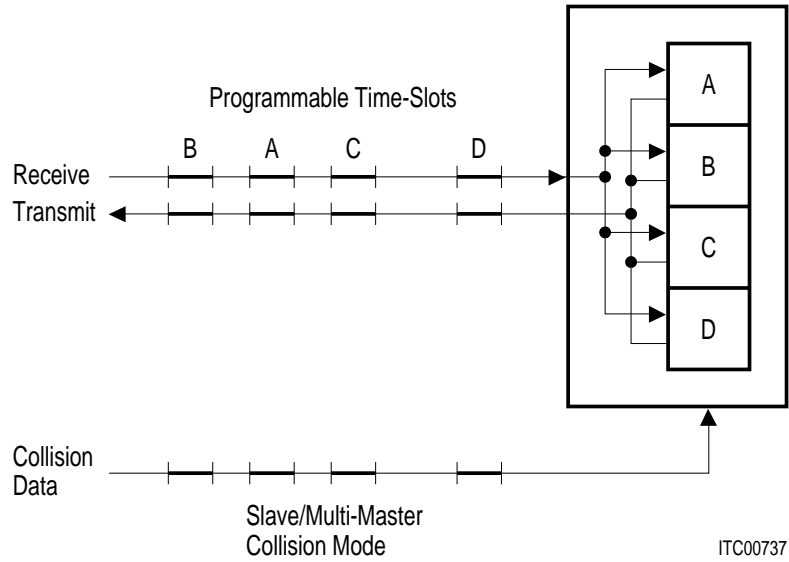 Programmable Time-Slots
B A C D
Receive
Transmit
A
B
C
D
Collision
Data
Slave/Multi-Master
Collision Mode
ITC00737